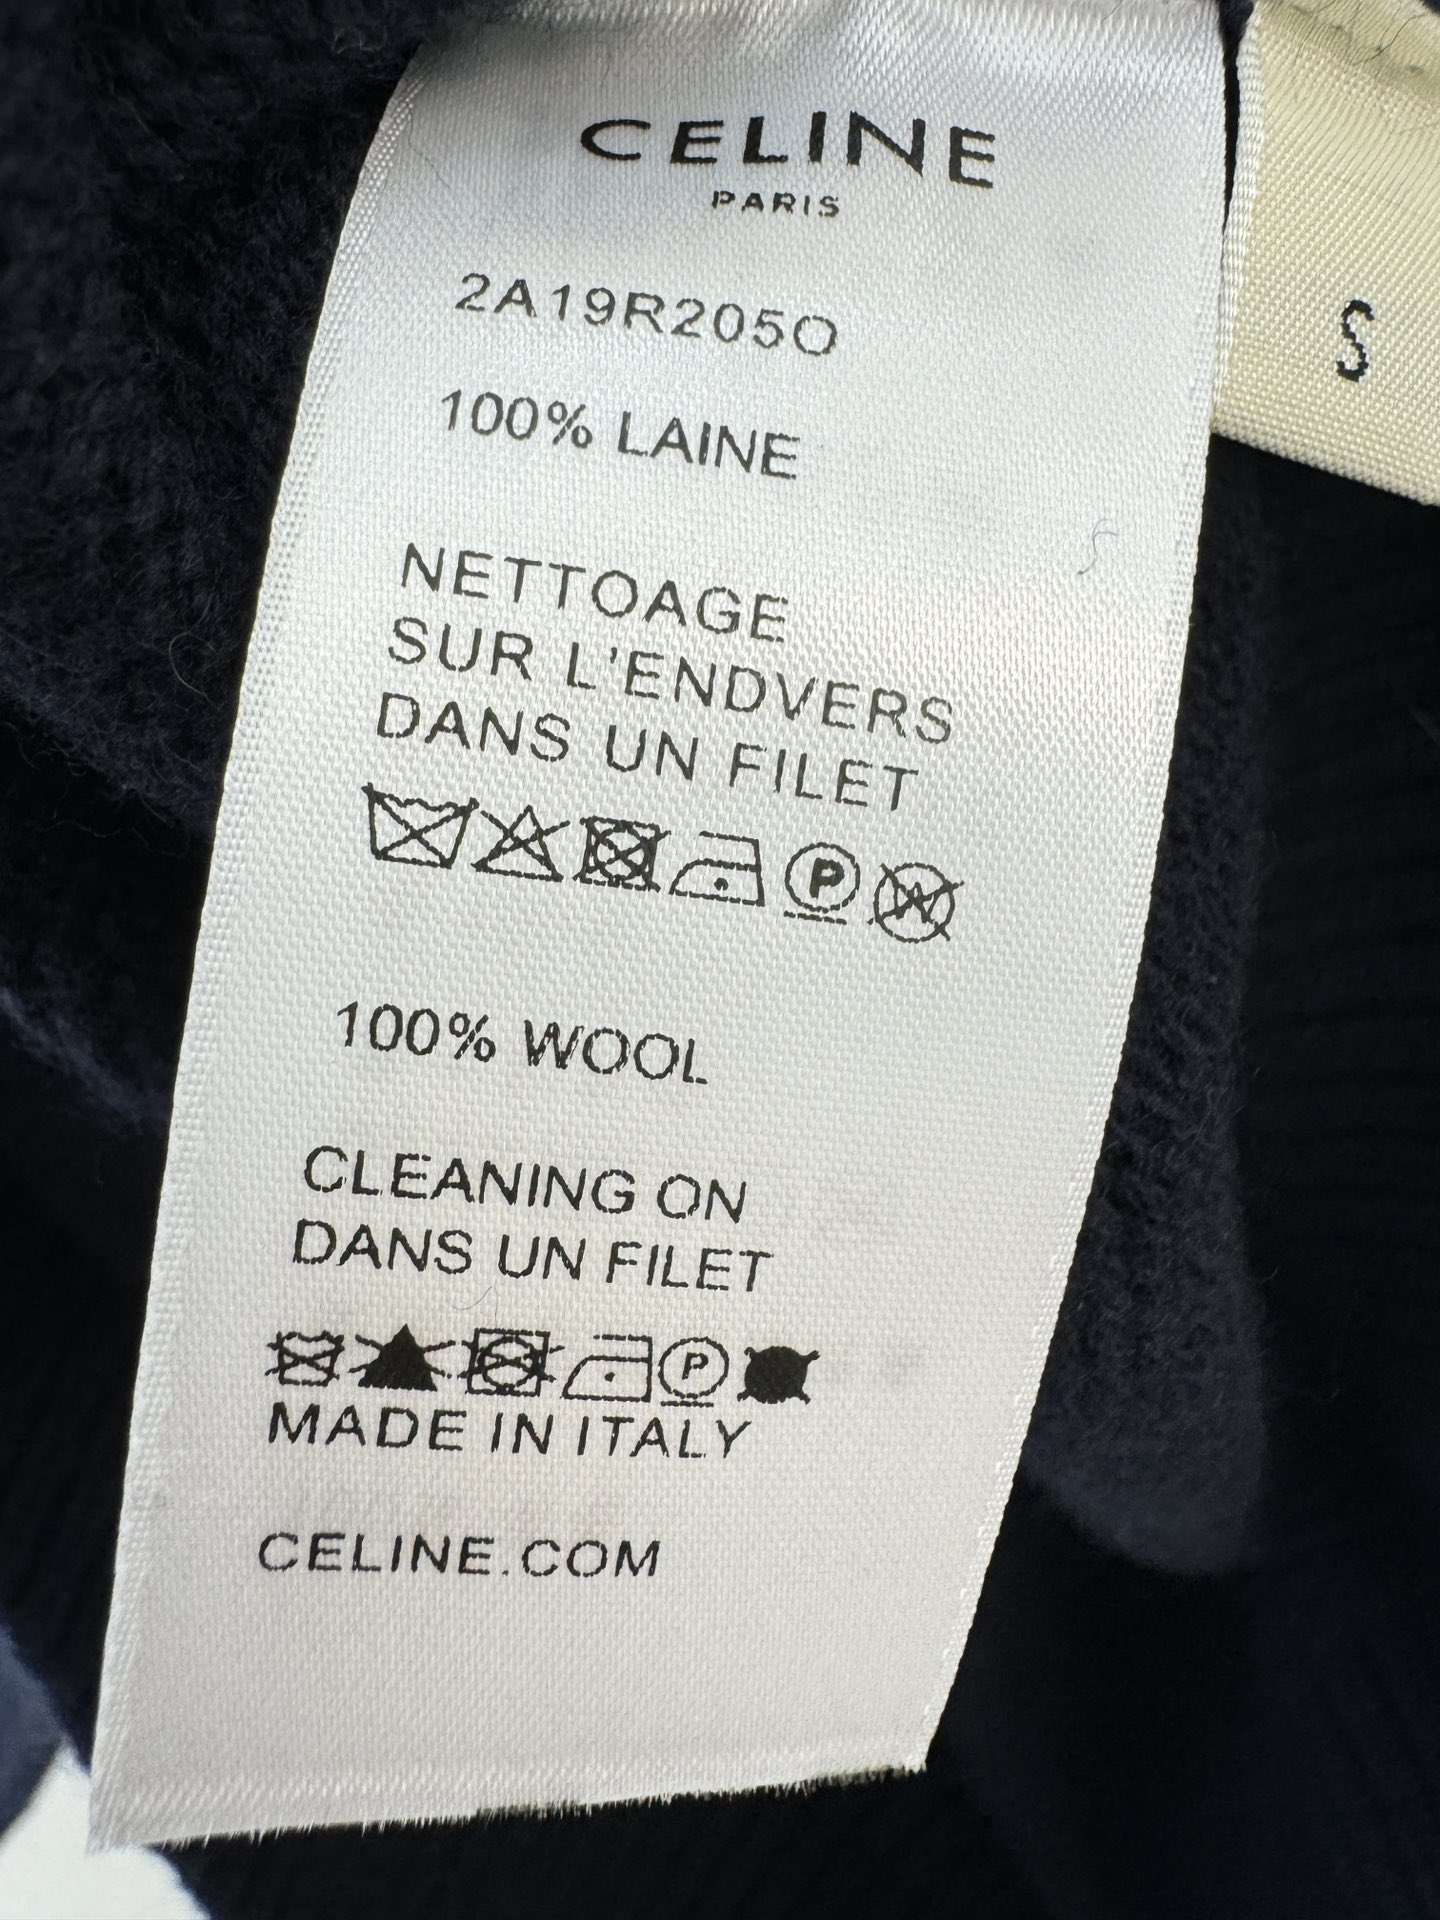 CELINE
PARIS
2A19R205O
S
100% LAINE
NETTOAGE
SUR L'ENDVERS
DANS UN FILET
P W
100% WOOL
CLEANING ON
DANS UN FILET
P
MADE IN ITALY
CELINE.COM